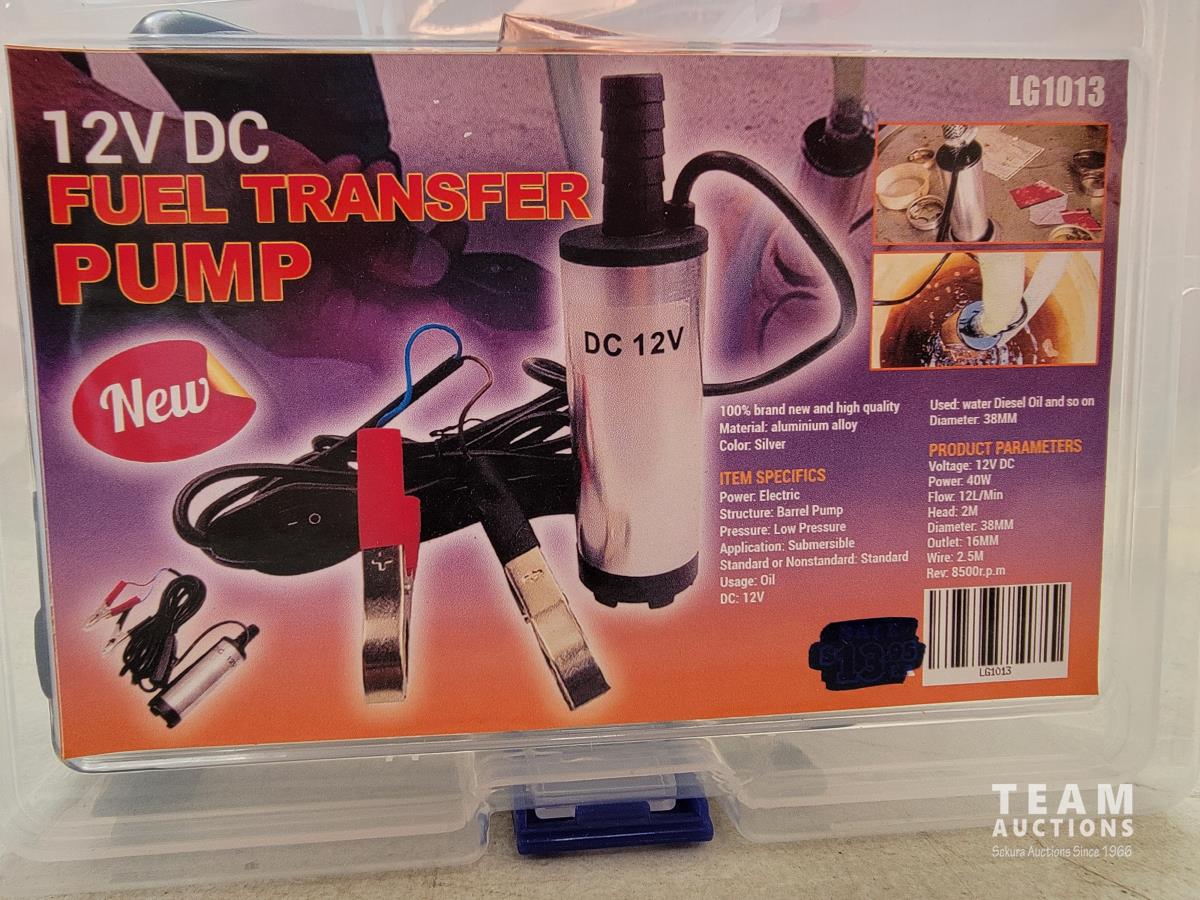 LG1013
12V DC
FUEL TRANSFER
PUMP
New
DC 12V
100% brand new and high quality
Material: aluminium alloy
Color: Silver
ITEM SPECIFICS
Power: Electric
Structure: Barrel Pump
Pressure: Low Pressure
Application: Submersible
Standard or Nonstandard: Standard
Usage: Oil
DC: 12V
Used: water Diesel Oil and so on
Diameter: 38MM
PRODUCT PARAMETERS
Voltage: 12V DC
Power: 40W
Flow: 12L/Min
Head: 2M
Diameter: 38MM
Outlet: 16MM
Wire: 2.5M
Rev: 8500r.p.m
SALE
$13.95
LG1013
TEAM
AUCTIONS
Sekura Auctions Since 1966